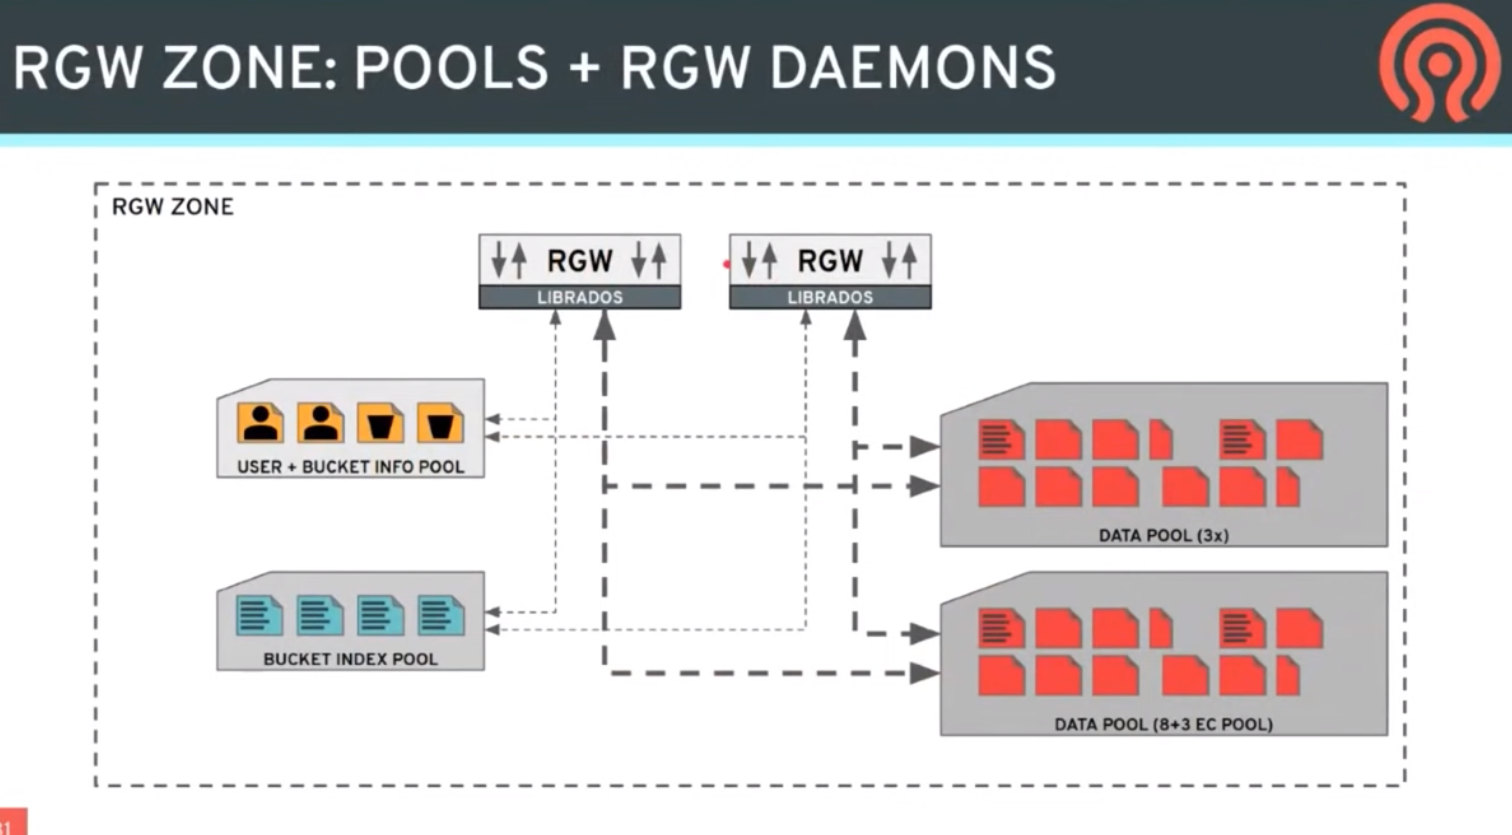 RGW ZONE: POOLS + RGW DAEMONS
RGW ZONE
RGW
LIBRADOS
RGW
LIBRADOS
USER + BUCKET INFO POOL
DATA POOL (3x)
BUCKET INDEX POOL
DATA POOL (8+3 EC POOL)